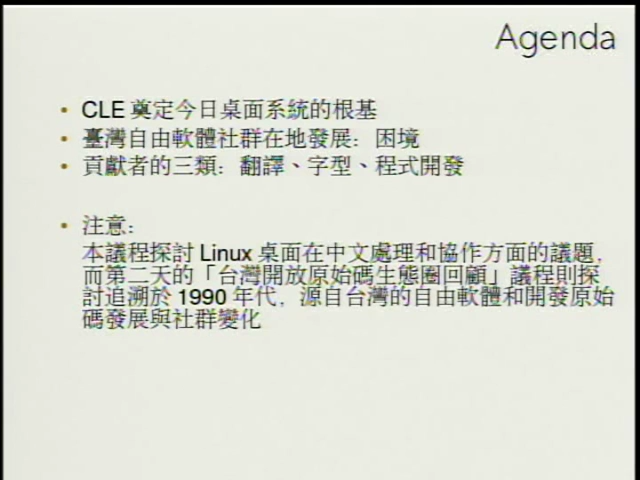 Agenda
• CLE 奠定今日桌面系統的根基
• 臺灣自由軟體社群在地發展：困境
• 貢獻者的三類：翻譯、字型、程式開發
• 注意：
本議程探討 Linux 桌面在中文處理和協作方面的議題，
而第二天的「台灣開放原始碼生態圈回顧」議程則探
討追溯於 1990 年代，源自台灣的自由軟體和開發原始
碼發展與社群變化